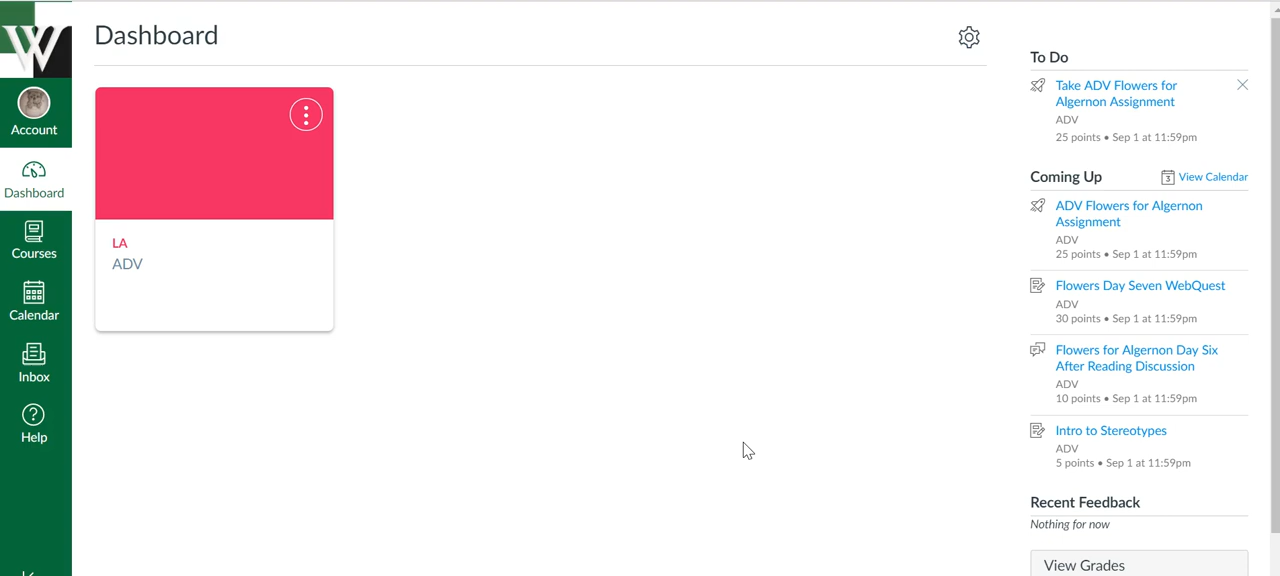 W
Account
Dashboard
Courses
Calendar
Inbox
Help
Dashboard
LA
ADV
To Do
Take ADV Flowers for
Algernon Assignment
ADV
25 points • Sep 1 at 11:59pm
Coming Up
3 View Calendar
ADV Flowers for Algernon
Assignment
ADV
25 points • Sep 1 at 11:59pm
Flowers Day Seven WebQuest
ADV
30 points • Sep 1 at 11:59pm
Flowers for Algernon Day Six
After Reading Discussion
ADV
10 points • Sep 1 at 11:59pm
Intro to Stereotypes
ADV
5 points • Sep 1 at 11:59pm
Recent Feedback
Nothing for now
View Grades